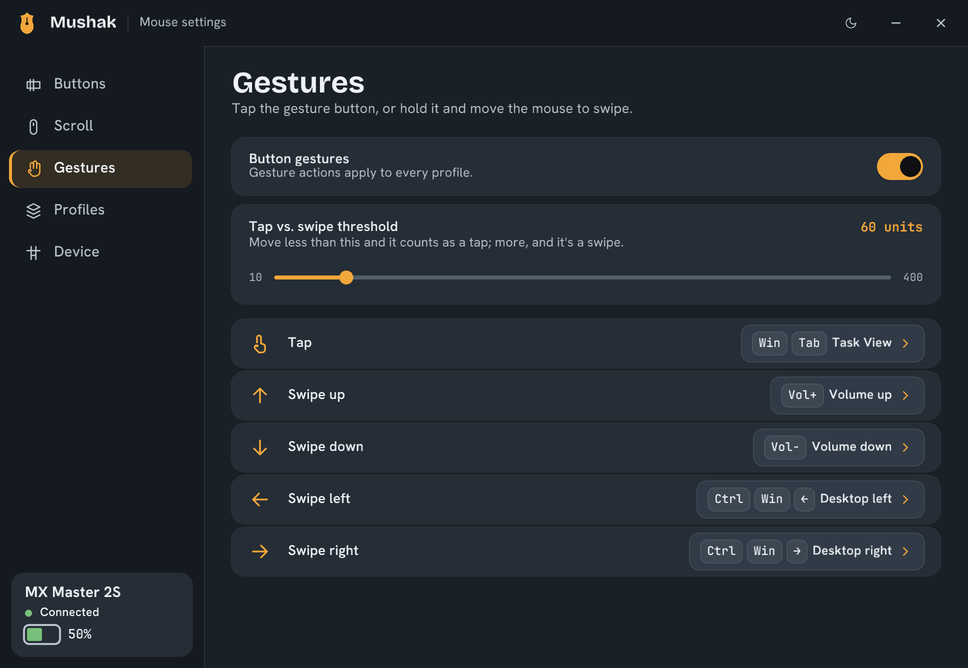 Mushak | Mouse settings
Buttons
Scroll
Gestures
Profiles
Device
MX Master 2S
Connected
50%
Gestures
Tap the gesture button, or hold it and move the mouse to swipe.
Button gestures
Gesture actions apply to every profile.
Tap vs. swipe threshold 60 units
Move less than this and it counts as a tap; more, and it's a swipe.
10 400
Tap Win Tab Task View
Swipe up Vol+ Volume up
Swipe down Vol- Volume down
Swipe left Ctrl Win ← Desktop left
Swipe right Ctrl Win → Desktop right